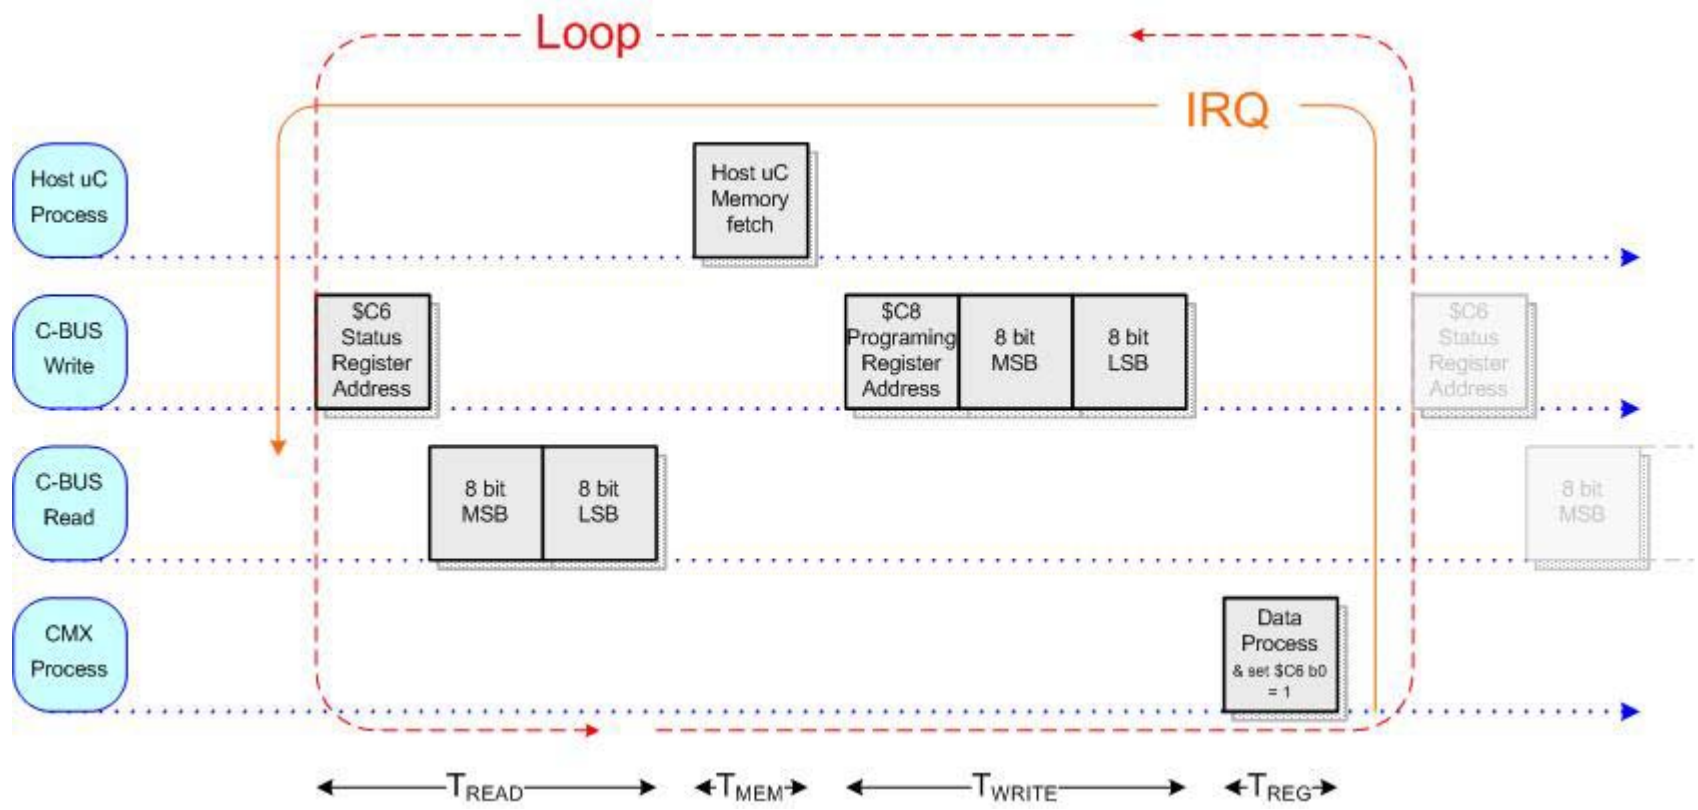 Loop
IRQ
Host uC
Process
Host uC
Memory
fetch
C-BUS
Write
$C6
Status
Register
Address
$C8
Programing
Register
Address
8 bit
MSB
8 bit
LSB
$C6
Status
Register
Address
C-BUS
Read
8 bit
MSB
8 bit
LSB
8 bit
MSB
CMX
Process
Data
Process
& set $C6 b0
= 1
TREAD
TMEM
TWRITE
TREG